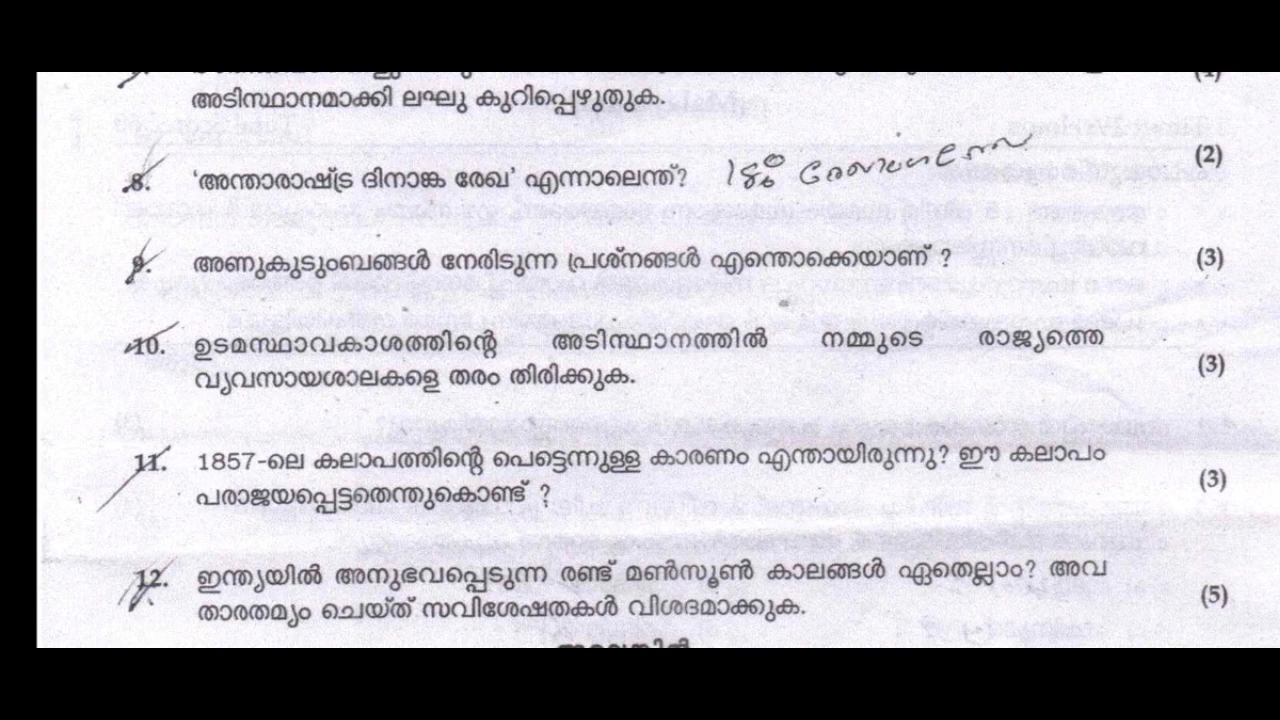 (4)
അടിസ്ഥാനമാക്കി ലഘു കുറിപ്പെഴുതുക.
8. 'അന്താരാഷ്ട്ര ദിനാങ്ക രേഖ' എന്നാലെന്ത്? (2)
9. അണുകുടുംബങ്ങൾ നേരിടുന്ന പ്രശ്നങ്ങൾ എന്തൊക്കെയാണ് ? (3)
10. ഉടമസ്ഥാവകാശത്തിന്റെ അടിസ്ഥാനത്തിൽ നമ്മുടെ രാജ്യത്തെ
വ്യവസായശാലകളെ തരം തിരിക്കുക. (3)
11. 1857-ലെ കലാപത്തിന്റെ പെട്ടെന്നുള്ള കാരണം എന്തായിരുന്നു? ഈ കലാപം
പരാജയപ്പെട്ടതെന്തുകൊണ്ട് ? (3)
12. ഇന്ത്യയിൽ അനുഭവപ്പെടുന്ന രണ്ട് മൺസൂൺ കാലങ്ങൾ ഏതെല്ലാം? അവ
താരതമ്യം ചെയ്ത് സവിശേഷതകൾ വിശദമാക്കുക. (5)